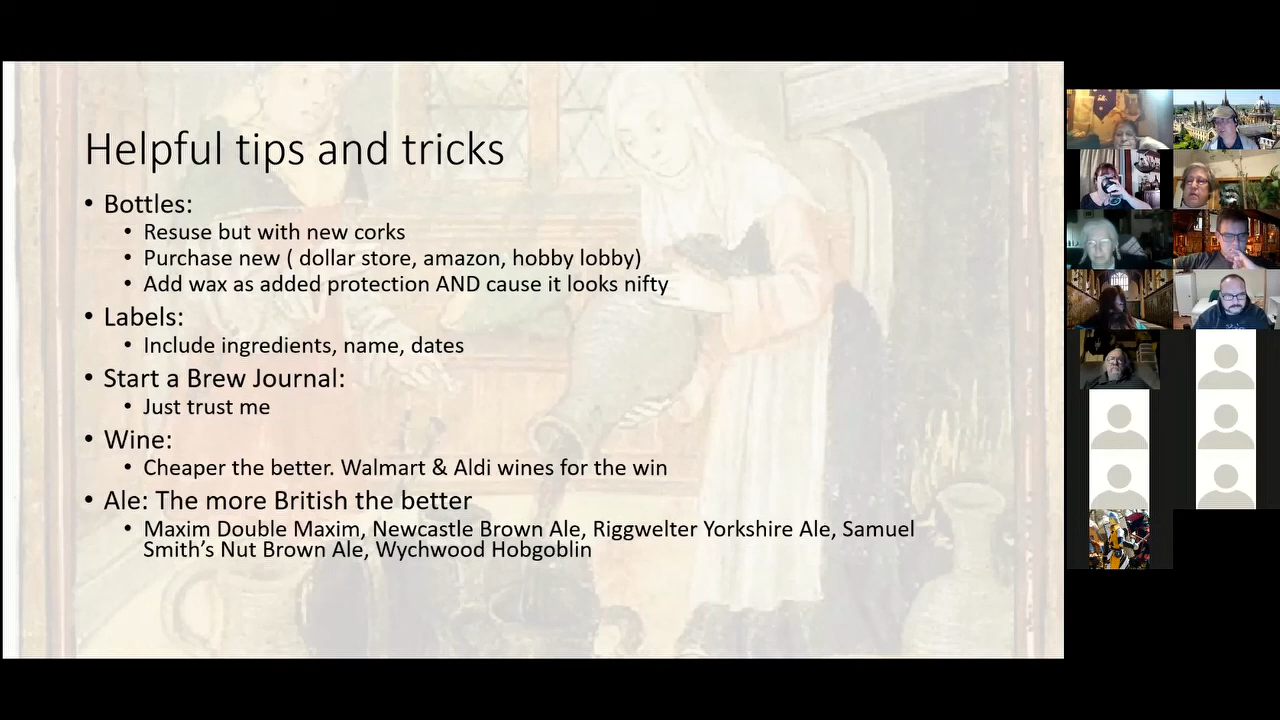 Helpful tips and tricks
• Bottles:
• Resuse but with new corks
• Purchase new ( dollar store, amazon, hobby lobby)
• Add wax as added protection AND cause it looks nifty
• Labels:
• Include ingredients, name, dates
• Start a Brew Journal:
• Just trust me
• Wine:
• Cheaper the better. Walmart & Aldi wines for the win
• Ale: The more British the better
• Maxim Double Maxim, Newcastle Brown Ale, Riggwelter Yorkshire Ale, Samuel
Smith's Nut Brown Ale, Wychwood Hobgoblin